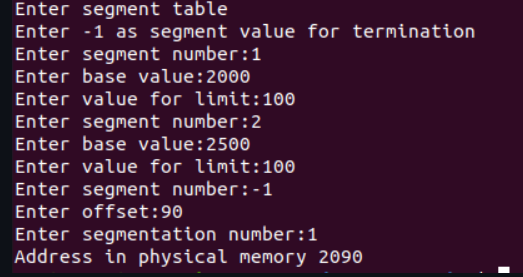 Enter segment table
Enter -1 as segment value for termination
Enter segment number:1
Enter base value:2000
Enter value for limit:100
Enter segment number:2
Enter base value:2500
Enter value for limit:100
Enter segment number:-1
Enter offset:90
Enter segmentation number:1
Address in physical memory 2090